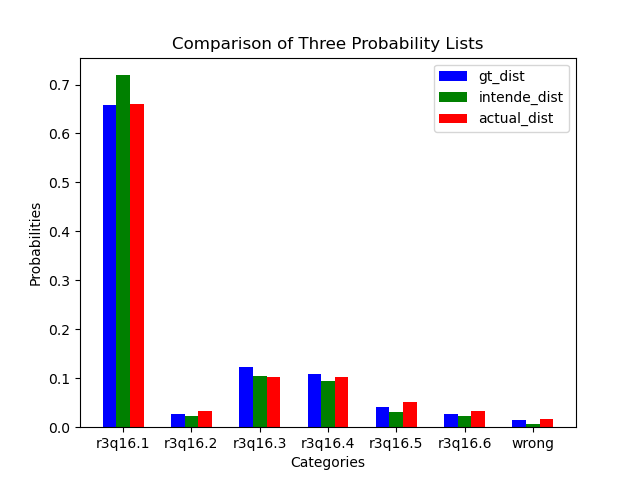 Comparison of Three Probability Lists
gt_dist
intende_dist
actual_dist
Probabilities
0.7
0.6
0.5
0.4
0.3
0.2
0.1
0.0
r3q16.1 r3q16.2 r3q16.3 r3q16.4 r3q16.5 r3q16.6 wrong
Categories